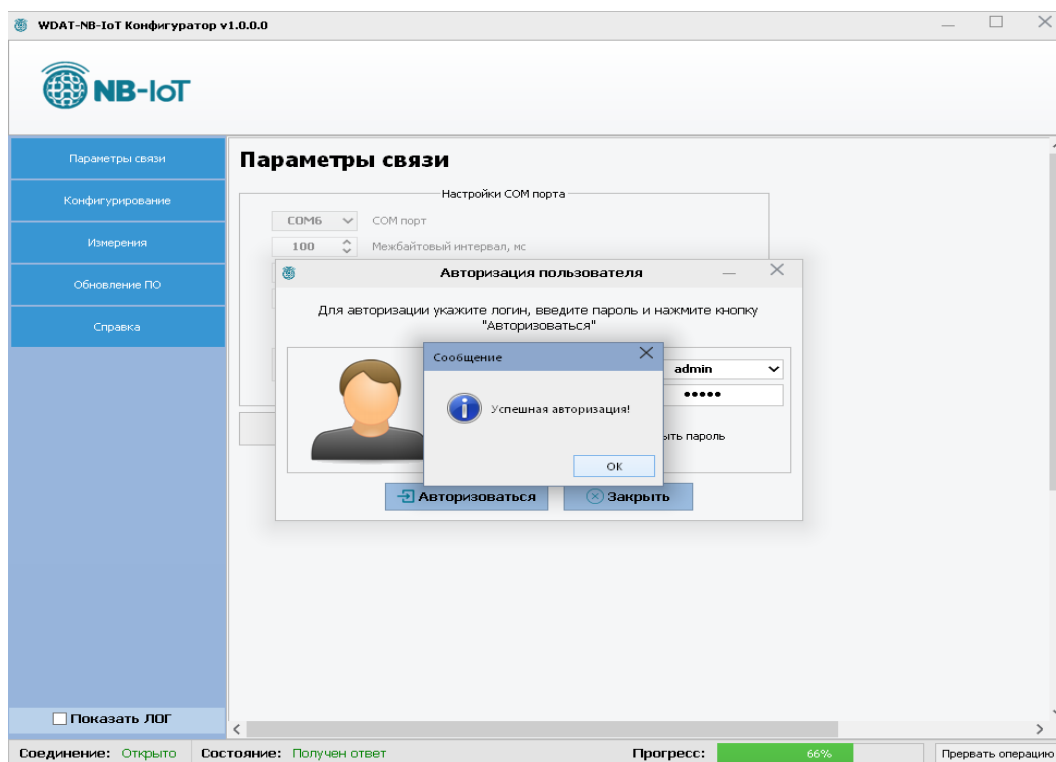 WDAT-NB-IoT Конфигуратор v1.0.0.0
NB-IoT
Параметры связи
Конфигурирование
Измерения
Обновление ПО
Справка
Показать ЛОГ
Параметры связи
Настройки COM порта
COM6 COM порт
100 Межбайтовый интервал, мс
Авторизация пользователя
Для авторизации укажите логин, введите пароль и нажмите кнопку
"Авторизоваться"
Сообщение
Успешная авторизация!
OK
admin
•••••
ыть пароль
Авторизоваться
Закрыть
Соединение: Открыто Состояние: Получен ответ Прогресс: 66% Прервать операцию